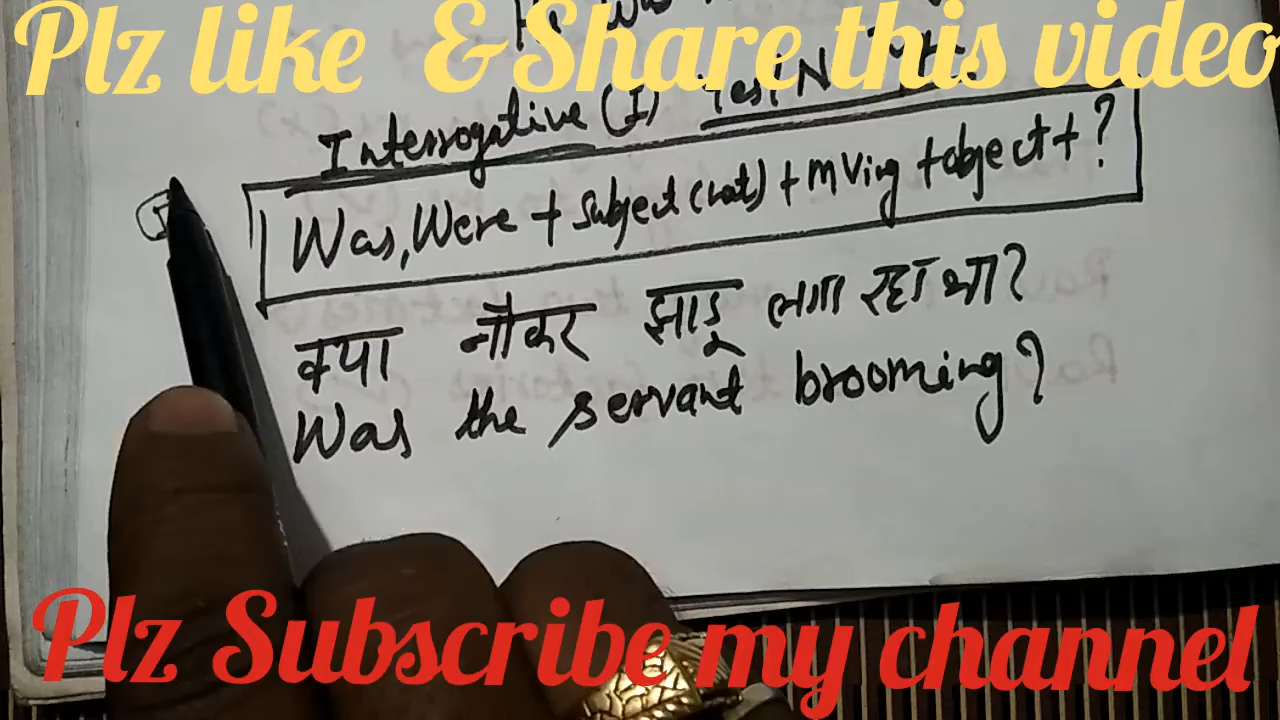 Plz like & Share this video
Interrogative (I)
Was, Were + Subject (last) + mVing + object + ?
क्या नौकर झाडू लगा रहा था?
Was the servant brooming?
Plz Subscribe my channel